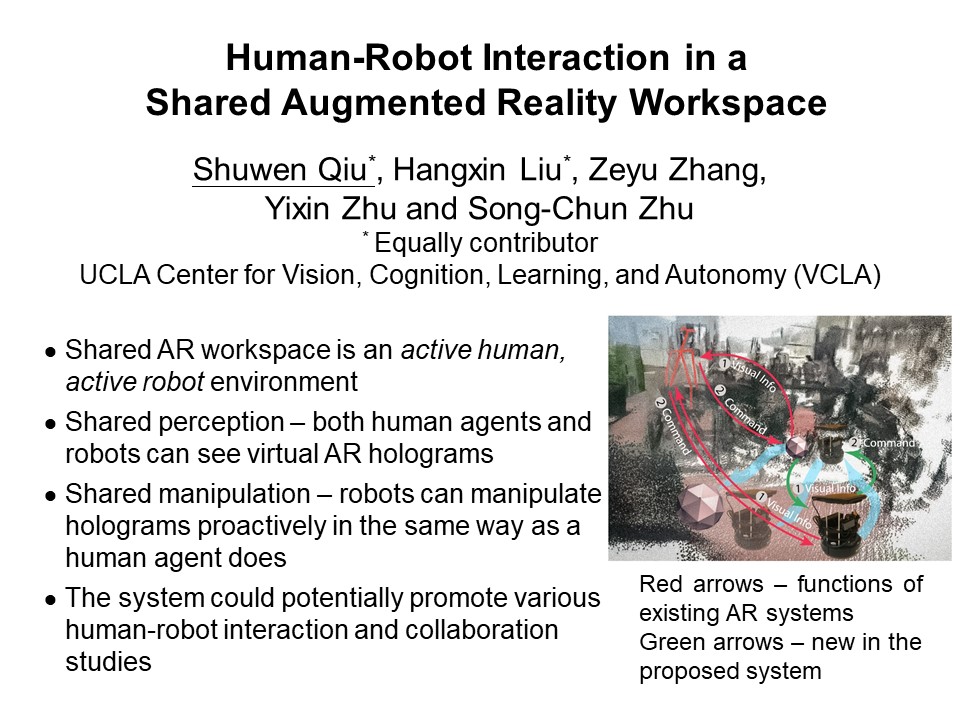 Human-Robot Interaction in a
Shared Augmented Reality Workspace
Shuwen Qiu*, Hangxin Liu*, Zeyu Zhang,
Yixin Zhu and Song-Chun Zhu
* Equally contributor
UCLA Center for Vision, Cognition, Learning, and Autonomy (VCLA)
● Shared AR workspace is an active human,
active robot environment
● Shared perception – both human agents and
robots can see virtual AR holograms
● Shared manipulation – robots can manipulate
holograms proactively in the same way as a
human agent does
● The system could potentially promote various
human-robot interaction and collaboration
studies
1 Visual Info
2 Command
2 Command
2 Command
1 Visual Info
1 Visual Info
Red arrows – functions of
existing AR systems
Green arrows – new in the
proposed system